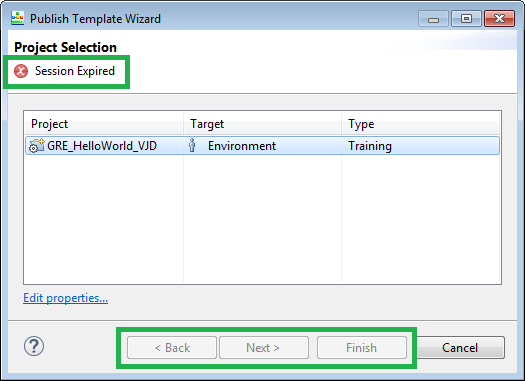 Publish Template Wizard
Project Selection
Session Expired
Project Target Type
GRE_HelloWorld_VJD Environment Training
Edit properties...
? < Back Next > Finish Cancel